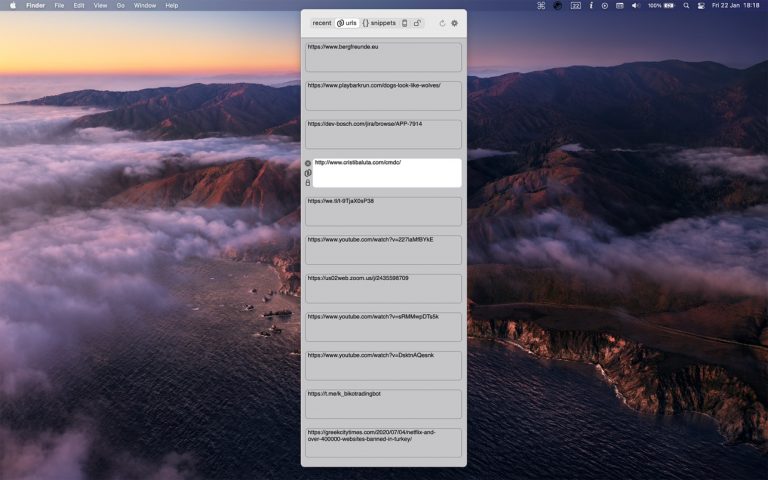 Finder File Edit View Go Window Help 22 100% Fri 22 Jan 18:18
recent urls {} snippets
https://www.bergfreunde.eu
https://www.playbarkrun.com/dogs-look-like-wolves/
https://dev-bosch.com/jira/browse/APP-7914
http://www.cristibaluta.com/cmdc/
https://we.tl/t-9TjaX0sP38
https://www.youtube.com/watch?v=227laMfBYkE
https://us02web.zoom.us/j/2435598709
https://www.youtube.com/watch?v=sRMMwpDTs5k
https://www.youtube.com/watch?v=DsktnAQesnk
https://t.me/k_bikotradingbot
https://greekcitytimes.com/2020/07/04/netflix-and-
over-400000-websites-banned-in-turkey/